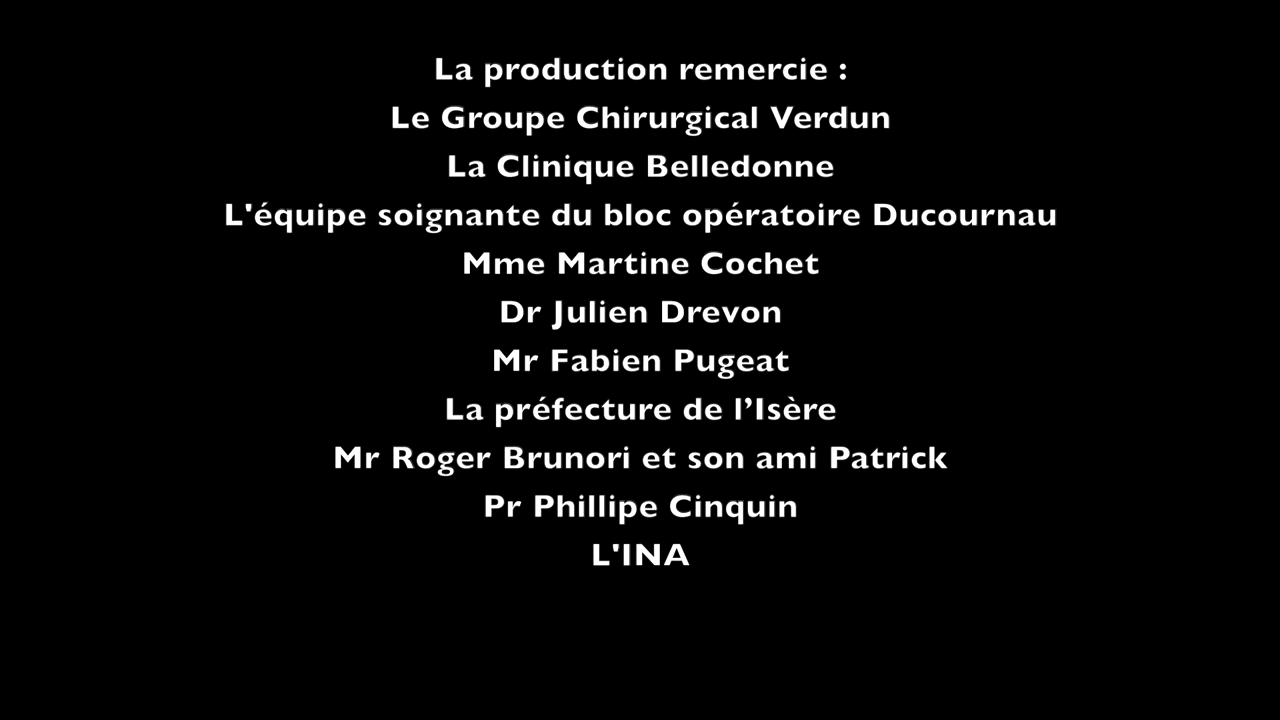 La production remercie :
Le Groupe Chirurgical Verdun
La Clinique Belledonne
L'équipe soignante du bloc opératoire Ducournau
Mme Martine Cochet
Dr Julien Drevon
Mr Fabien Pugeat
La préfecture de l’Isère
Mr Roger Brunori et son ami Patrick
Pr Phillipe Cinquin
L'INA